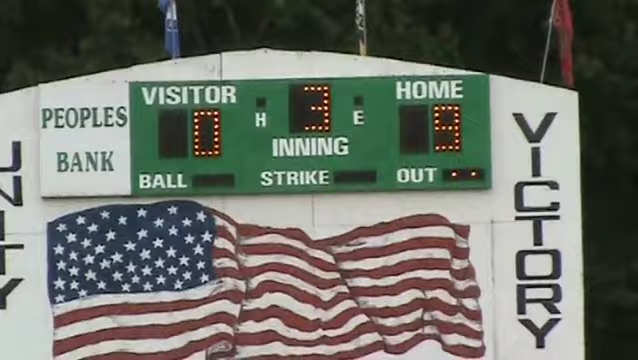 PEOPLES
BANK
VISITOR
0
H
3
E
INNING
HOME
9
BALL
STRIKE
OUT
VICTORY